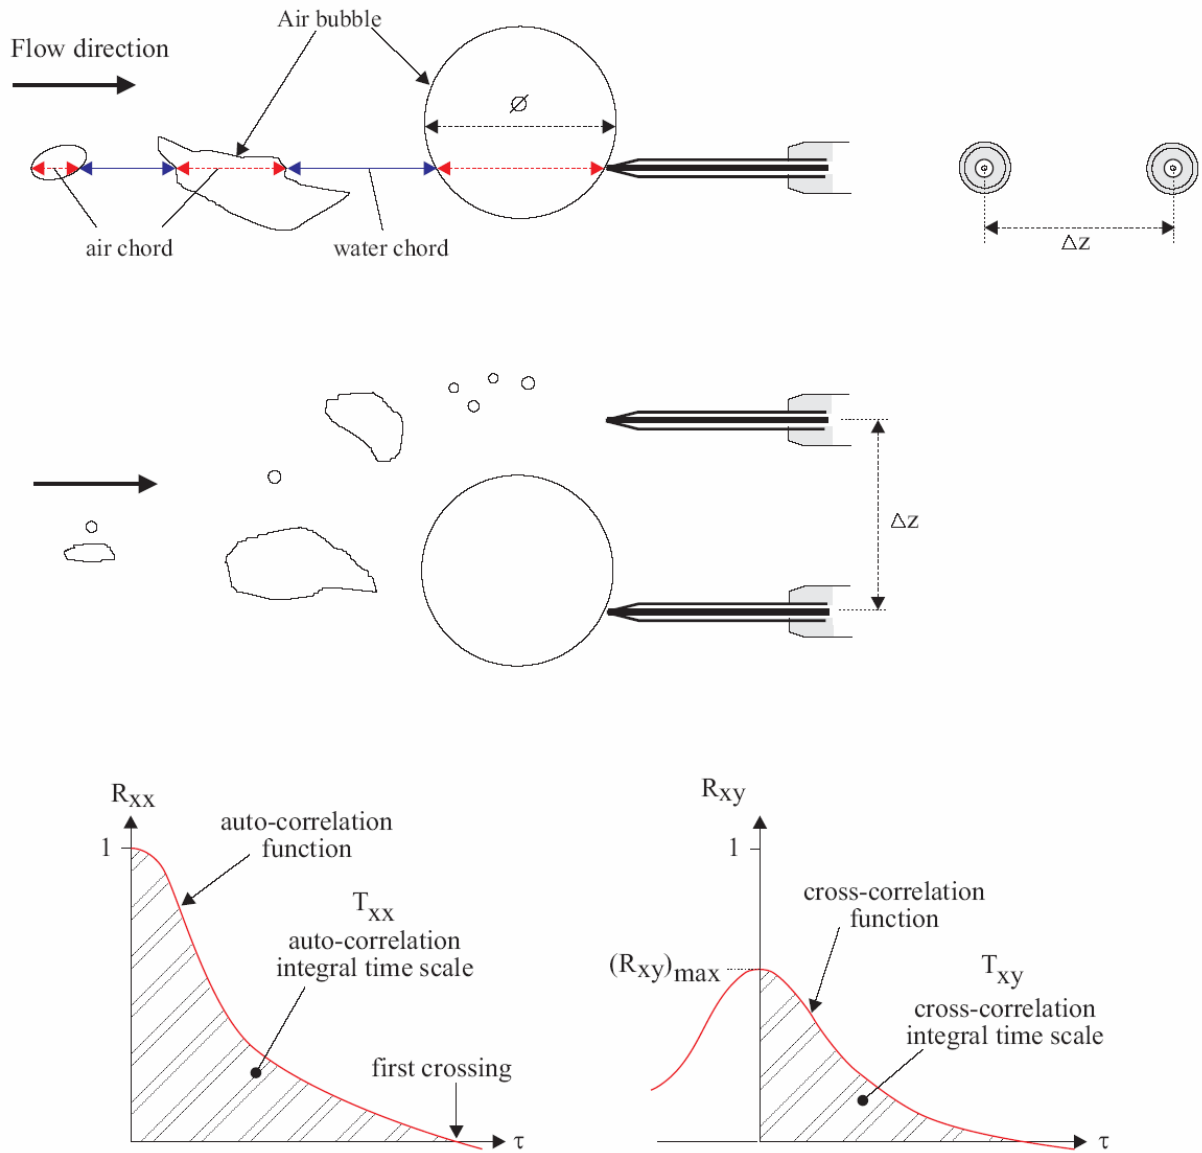 Air bubble
Flow direction
Ø
air chord
water chord
Δz
Δz
Rxx
1
auto-correlation
function
Txx
auto-correlation
integral time scale
first crossing
τ
Rxy
1
cross-correlation
function
(Rxy)max
Txy
cross-correlation
integral time scale
τ